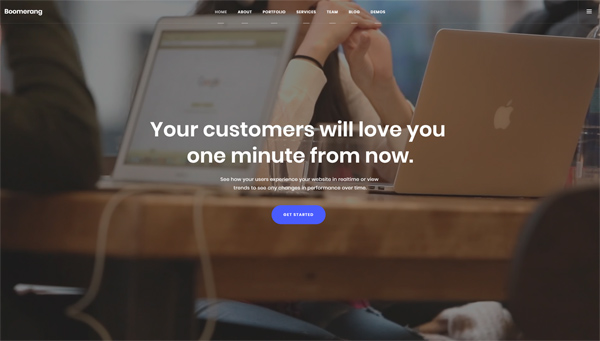 Boomerang
HOME ABOUT PORTFOLIO SERVICES TEAM BLOG DEMOS
Your customers will love you
one minute from now.
See how your users experience your website in realtime or view
trends to see any changes in performance over time.
GET STARTED